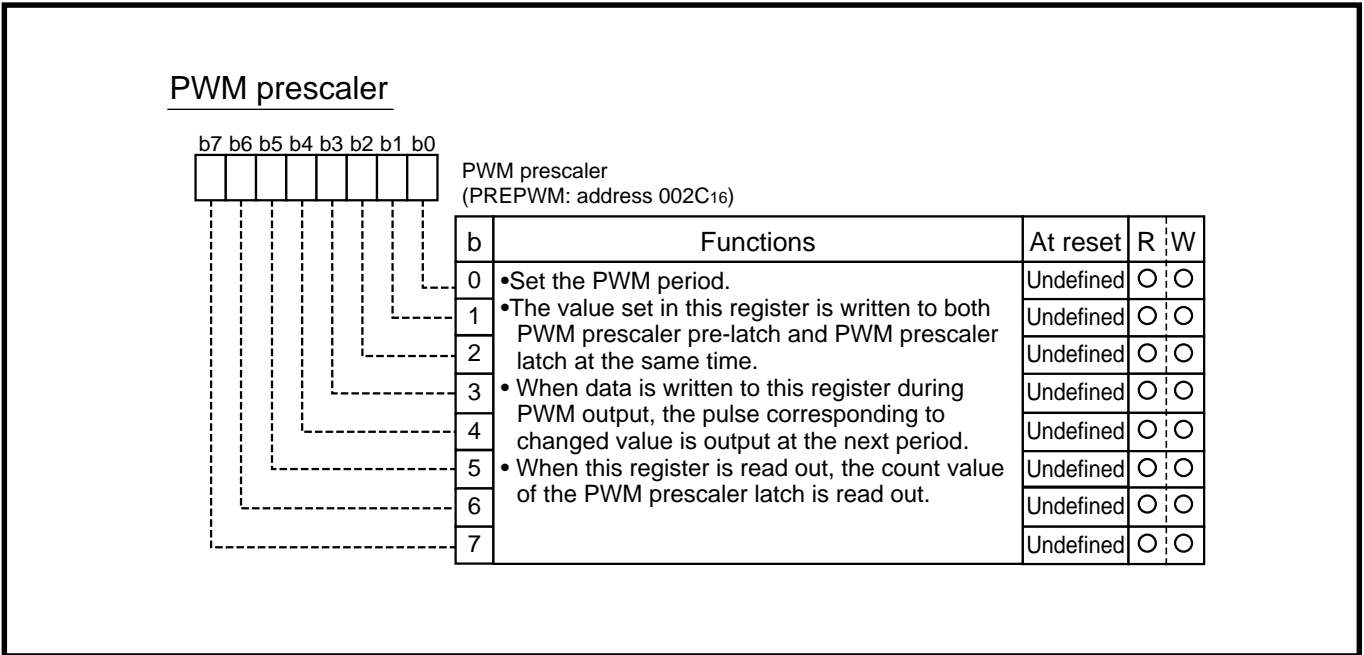 PWM prescaler
b7 b6 b5 b4 b3 b2 b1 b0
PWM prescaler
(PREPWM: address 002C16)
b Functions At reset R W
0 •Set the PWM period. Undefined O O
1 •The value set in this register is written to both Undefined O O
PWM prescaler pre-latch and PWM prescaler
2 latch at the same time. Undefined O O
3 • When data is written to this register during Undefined O O
PWM output, the pulse corresponding to
4 changed value is output at the next period. Undefined O O
5 • When this register is read out, the count value Undefined O O
of the PWM prescaler latch is read out.
6 Undefined O O
7 Undefined O O